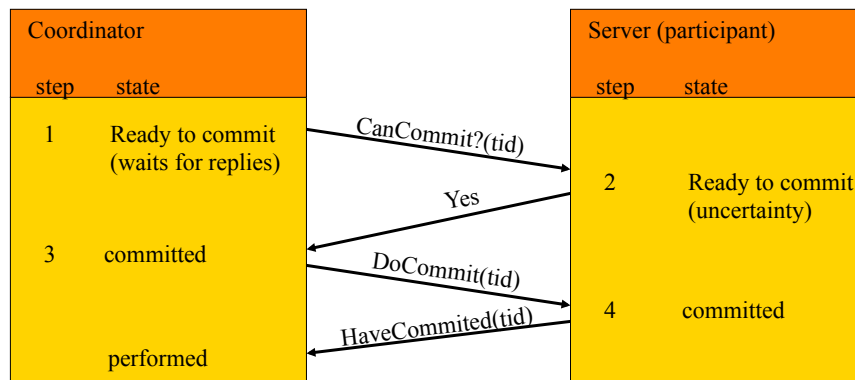 Coordinator
step state
1 Ready to commit
(waits for replies)
3 committed
performed
CanCommit?(tid)
Yes
DoCommit(tid)
HaveCommited(tid)
Server (participant)
step state
2 Ready to commit
(uncertainty)
4 committed